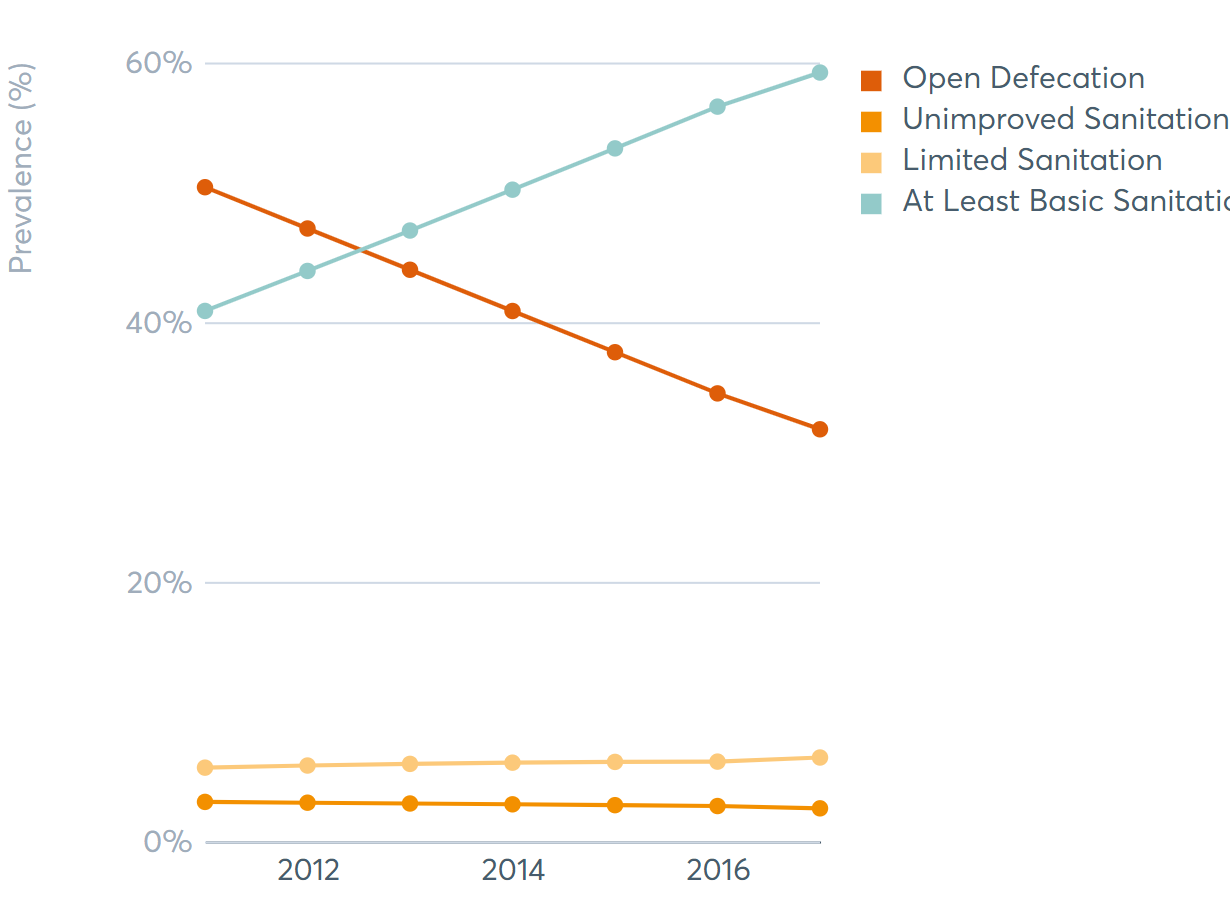 Prevalence (%)
60%
40%
20%
0%
2012
2014
2016
Open Defecation
Unimproved Sanitation
Limited Sanitation
At Least Basic Sanitatio